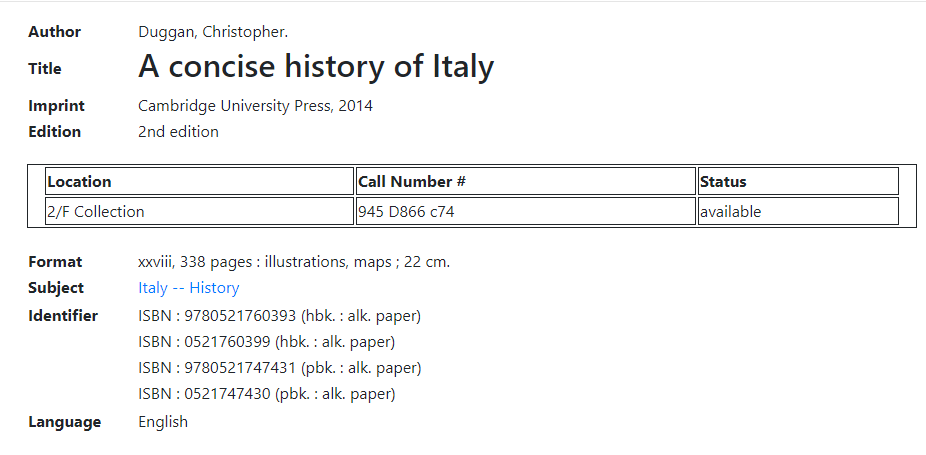 Author Duggan, Christopher.
Title A concise history of Italy
Imprint Cambridge University Press, 2014
Edition 2nd edition
Location Call Number # Status
2/F Collection 945 D866 c74 available
Format xxviii, 338 pages : illustrations, maps ; 22 cm.
Subject Italy -- History
Identifier ISBN : 9780521760393 (hbk. : alk. paper)
ISBN : 0521760399 (hbk. : alk. paper)
ISBN : 9780521747431 (pbk. : alk. paper)
ISBN : 0521747430 (pbk. : alk. paper)
Language English